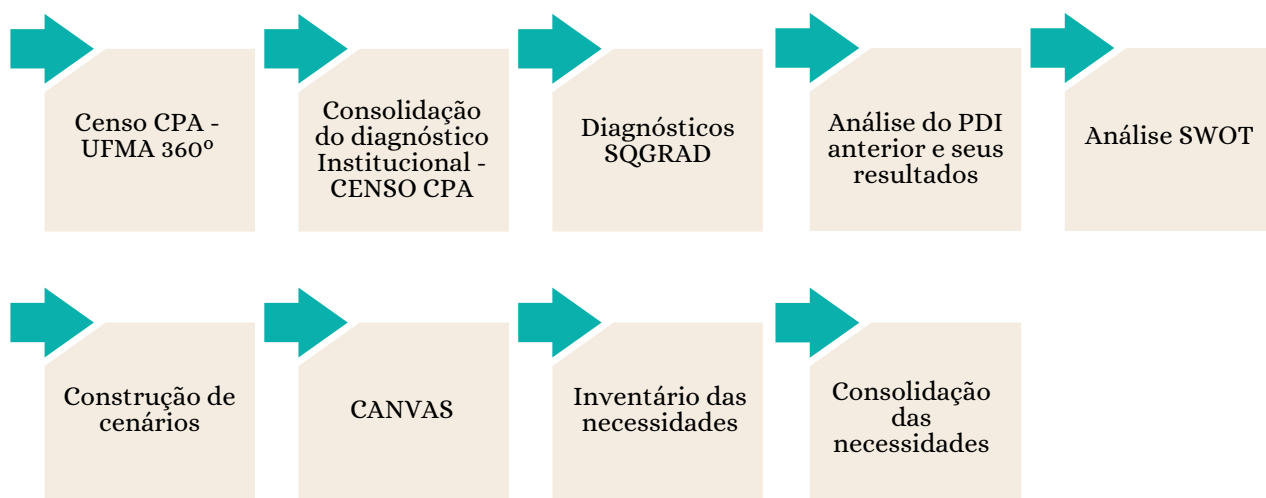 Censo CPA -
UFMA 360º
Consolidação
do diagnóstico
Institucional -
CENSO CPA
Diagnósticos
SQGRAD
Análise do PDI
anterior e seus
resultados
Análise SWOT
Construção de
cenários
CANVAS
Inventário das
necessidades
Consolidação
das
necessidades